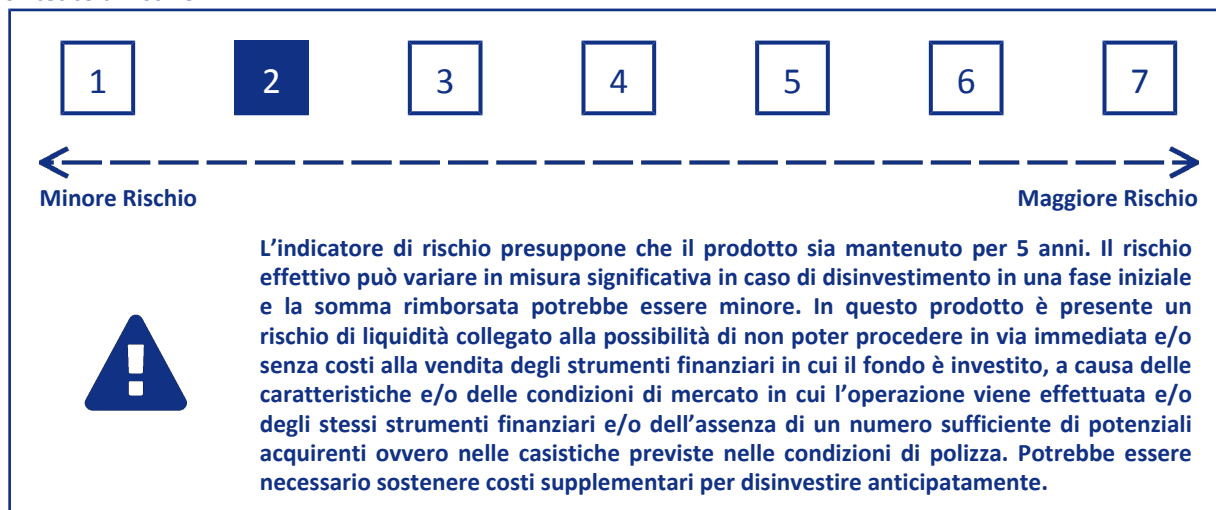 1 2 3 4 5 6 7
Minore Rischio Maggiore Rischio
L'indicatore di rischio presuppone che il prodotto sia mantenuto per 5 anni. Il rischio
effettivo può variare in misura significativa in caso di disinvestimento in una fase iniziale
e la somma rimborsata potrebbe essere minore. In questo prodotto è presente un
rischio di liquidità collegato alla possibilità di non poter procedere in via immediata e/o
senza costi alla vendita degli strumenti finanziari in cui il fondo è investito, a causa delle
caratteristiche e/o delle condizioni di mercato in cui l'operazione viene effettuata e/o
degli stessi strumenti finanziari e/o dell'assenza di un numero sufficiente di potenziali
acquirenti ovvero nelle casistiche previste nelle condizioni di polizza. Potrebbe essere
necessario sostenere costi supplementari per disinvestire anticipatamente.